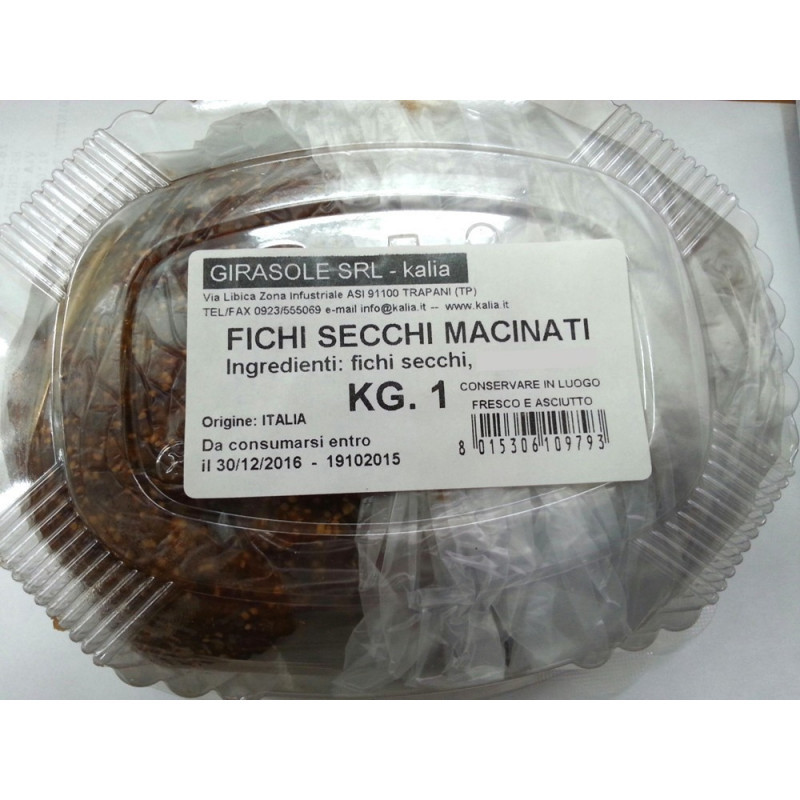 GIRASOLE SRL - kalia
Via Libica Zona Infustriale ASI 91100 TRAPANI (TP)
TEL/FAX 0923/555069 e-mail info@kalia.it -- www.kalia.it
FICHI SECCHI MACINATI
Ingredienti: fichi secchi,
KG. 1
CONSERVARE IN LUOGO
FRESCO E ASCIUTTO
Origine: ITALIA
Da consumarsi entro
il 30/12/2016 - 19102015
8 015306 109793